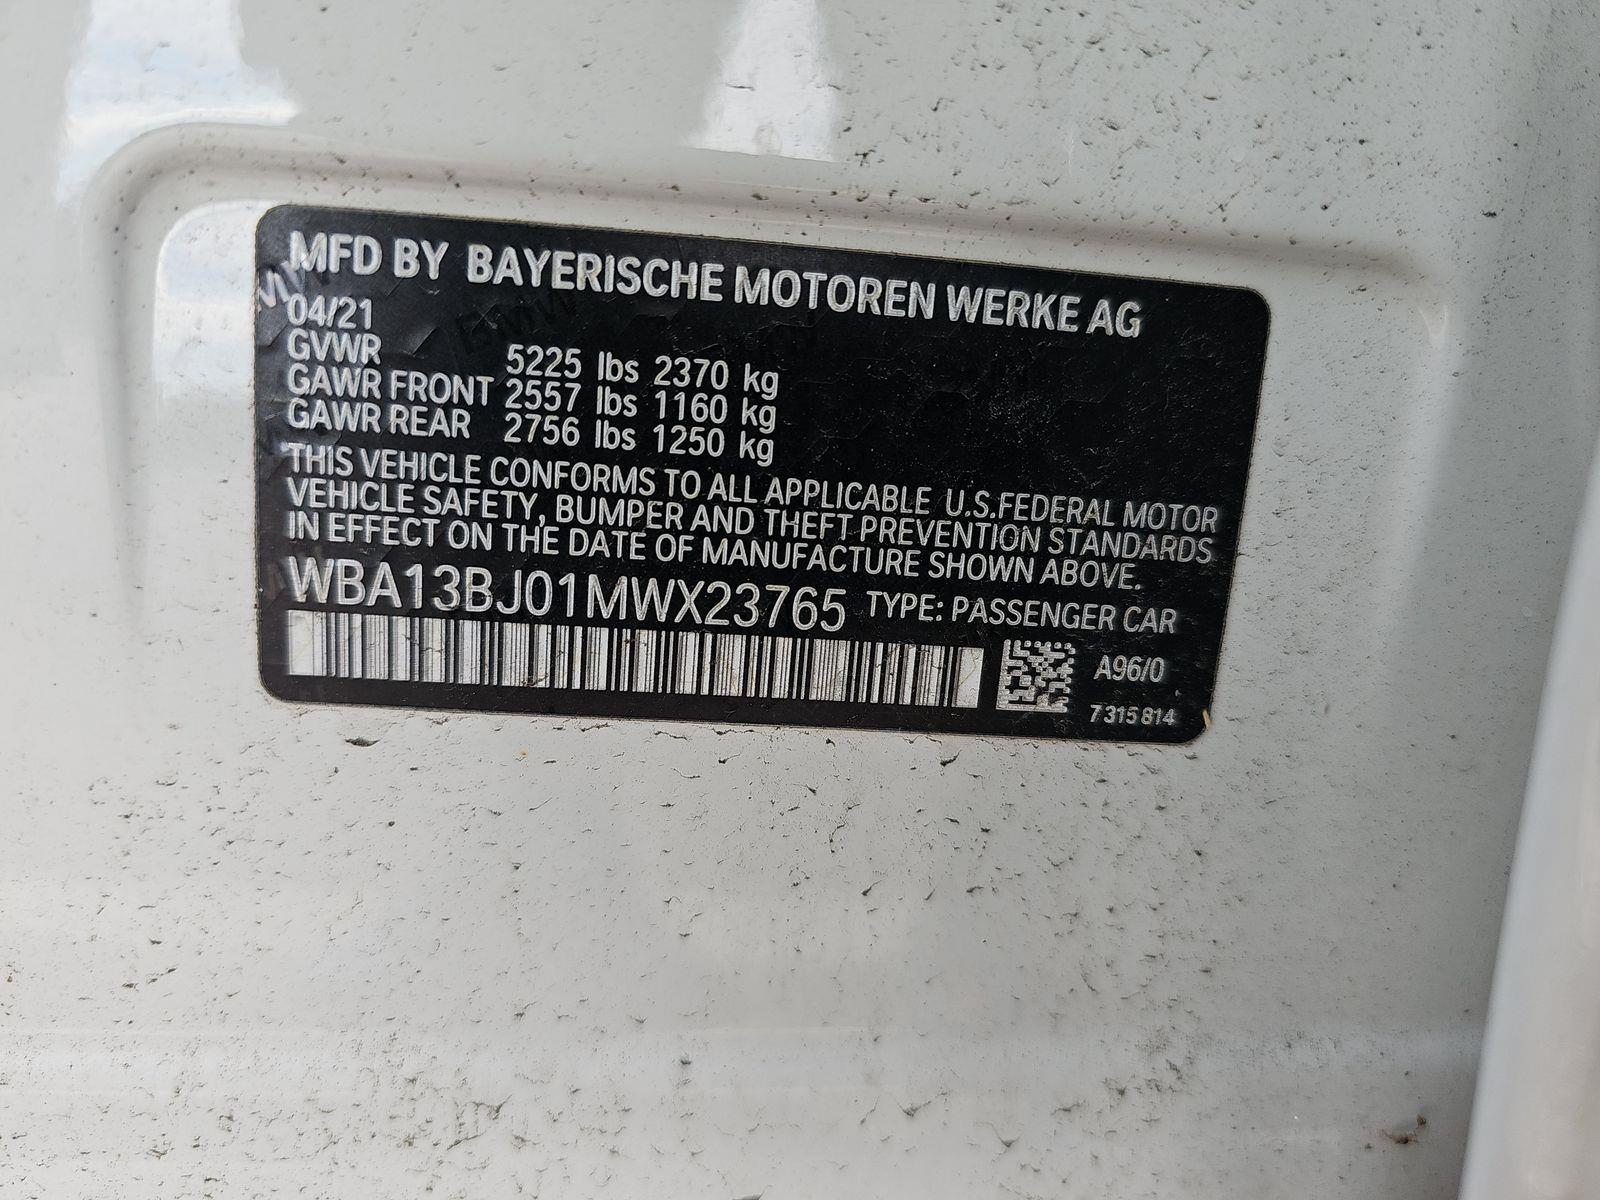 MFD BY BAYERISCHE MOTOREN WERKE AG
04/21
GVWR 5225 lbs 2370 kg
GAWR FRONT 2557 lbs 1160 kg
GAWR REAR 2756 lbs 1250 kg
THIS VEHICLE CONFORMS TO ALL APPLICABLE U.S.FEDERAL MOTOR
VEHICLE SAFETY, BUMPER AND THEFT PREVENTION STANDARDS
IN EFFECT ON THE DATE OF MANUFACTURE SHOWN ABOVE.
WBA13BJ01MWX23765 TYPE: PASSENGER CAR
A96/0
7315814